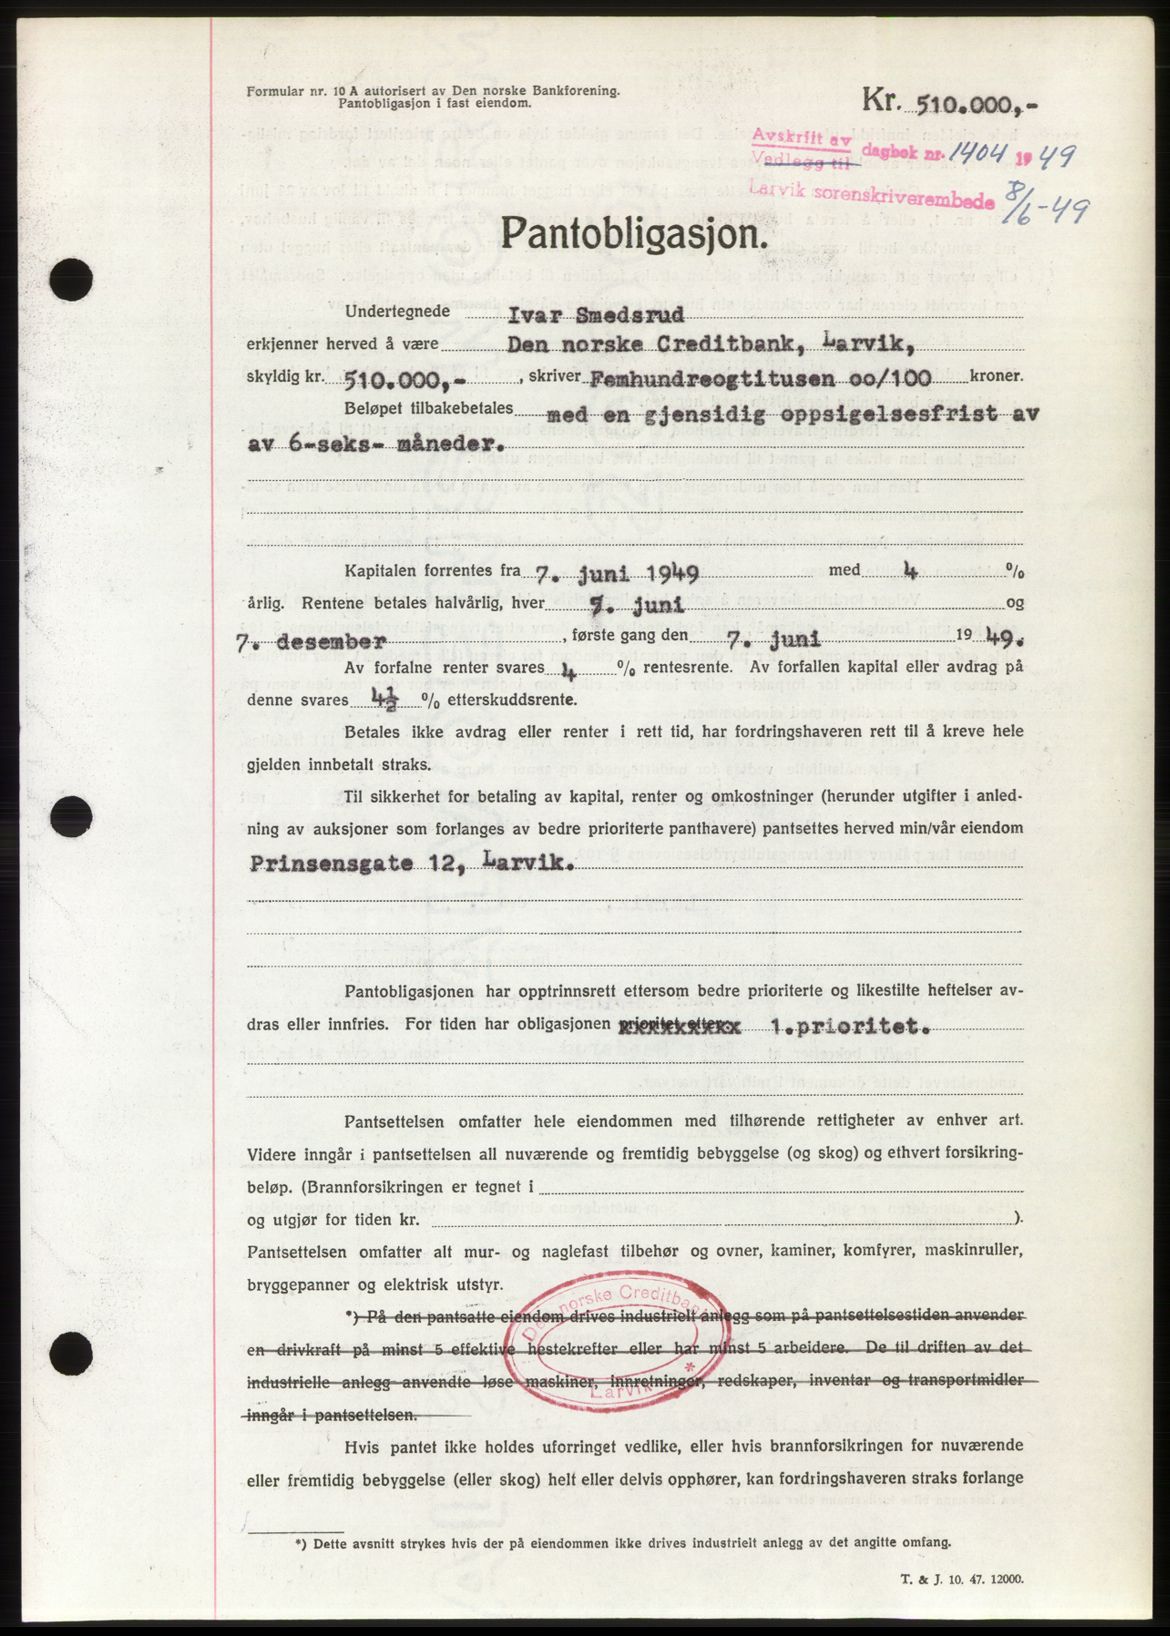 Formular nr. 10 A autorisert av Den norske Bankforening.
Pantobligasjon i fast eiendom.
Kr. 510.000,-
Avskrift av
Vedlegg til
dagbok nr. 1404 1949
Larvik sorenskriverembede 8/6-49
Pantobligasjon.
Undertegnede Ivar Smedsrud
erkjenner herved å være Den norske Creditbank, Larvik,
skyldig kr. 510.000,- , skriver Femhundreogtitusen oo/100 kroner.
Beløpet tilbakebetales med en gjensidig oppsigelsesfrist av
av 6-seks- måneder.
Kapitalen forrentes fra 7. juni 1949 med 4 %
årlig. Rentene betales halvårlig, hver 7. juni og
7. desember , første gang den 7. juni 1949.
Av forfalne renter svares 4 % rentesrente. Av forfallen kapital eller avdrag på
denne svares 4½ % etterskuddsrente.
Betales ikke avdrag eller renter i rett tid, har fordringshaveren rett til å kreve hele
gjelden innbetalt straks.
Til sikkerhet for betaling av kapital, renter og omkostninger (herunder utgifter i anled-
ning av auksjoner som forlanges av bedre prioriterte panthavere) pantsettes herved min/vår eiendom
Prinsensgate 12, Larvik.
Pantobligasjonen har opptrinnsrett ettersom bedre prioriterte og likestilte heftelser av-
dras eller innfries. For tiden har obligasjonen prioritet etter 1.prioritet.
Pantsettelsen omfatter hele eiendommen med tilhørende rettigheter av enhver art.
Videre inngår i pantsettelsen all nuværende og fremtidig bebyggelse (og skog) og ethvert forsikring-
beløp. (Brannforsikringen er tegnet i
og utgjør for tiden kr. ).
Pantsettelsen omfatter alt mur- og naglefast tilbehør og ovner, kaminer, komfyrer, maskinruller,
bryggepanner og elektrisk utstyr.
Den norske Creditbank
Larvik *
*) På den pantsatte eiendom drives industrielt anlegg som på pantsettelsestiden anvender
en drivkraft på minst 5 effektive hestekrefter eller har minst 5 arbeidere. De til driften av det
industrielle anlegg anvendte løse maskiner, innretninger, redskaper, inventar og transportmidler
inngår i pantsettelsen.
Hvis pantet ikke holdes uforringet vedlike, eller hvis brannforsikringen for nuværende
eller fremtidig bebyggelse (eller skog) helt eller delvis opphører, kan fordringshaveren straks forlange
*) Dette avsnitt strykes hvis der på eiendommen ikke drives industrielt anlegg av det angitte omfang.
T. & J. 10. 47. 12000.